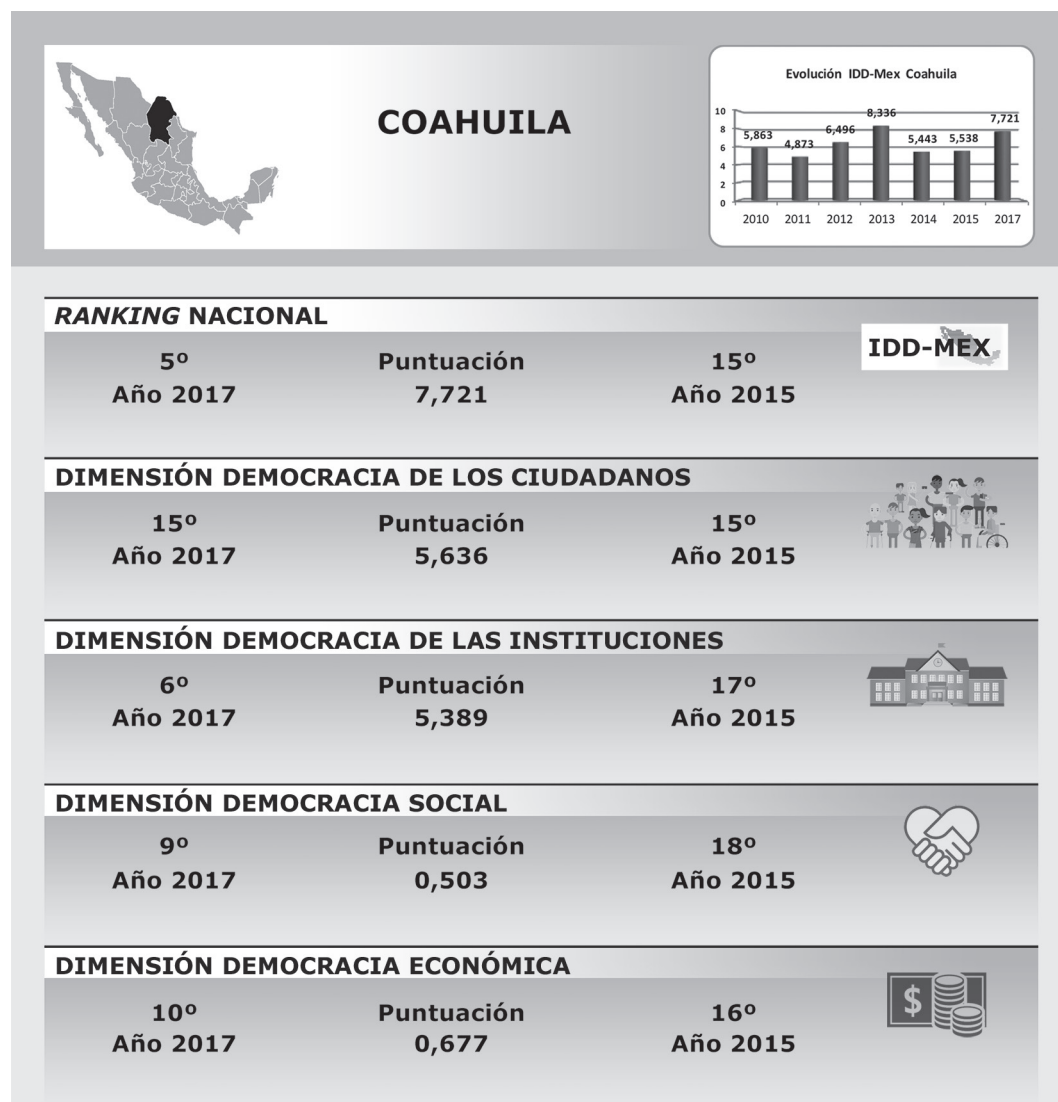 COAHUILA
Evolución IDD-Mex Coahuila
10
8
6
4
2
0
5,863
4,873
6,496
8,336
5,443
5,538
7,721
2010 2011 2012 2013 2014 2015 2017
RANKING NACIONAL
IDD-MEX
5º Puntuación 15º
Año 2017 7,721 Año 2015
DIMENSIÓN DEMOCRACIA DE LOS CIUDADANOS
15º Puntuación 15º
Año 2017 5,636 Año 2015
DIMENSIÓN DEMOCRACIA DE LAS INSTITUCIONES
6º Puntuación 17º
Año 2017 5,389 Año 2015
DIMENSIÓN DEMOCRACIA SOCIAL
9º Puntuación 18º
Año 2017 0,503 Año 2015
DIMENSIÓN DEMOCRACIA ECONÓMICA
10º Puntuación 16º
Año 2017 0,677 Año 2015
$